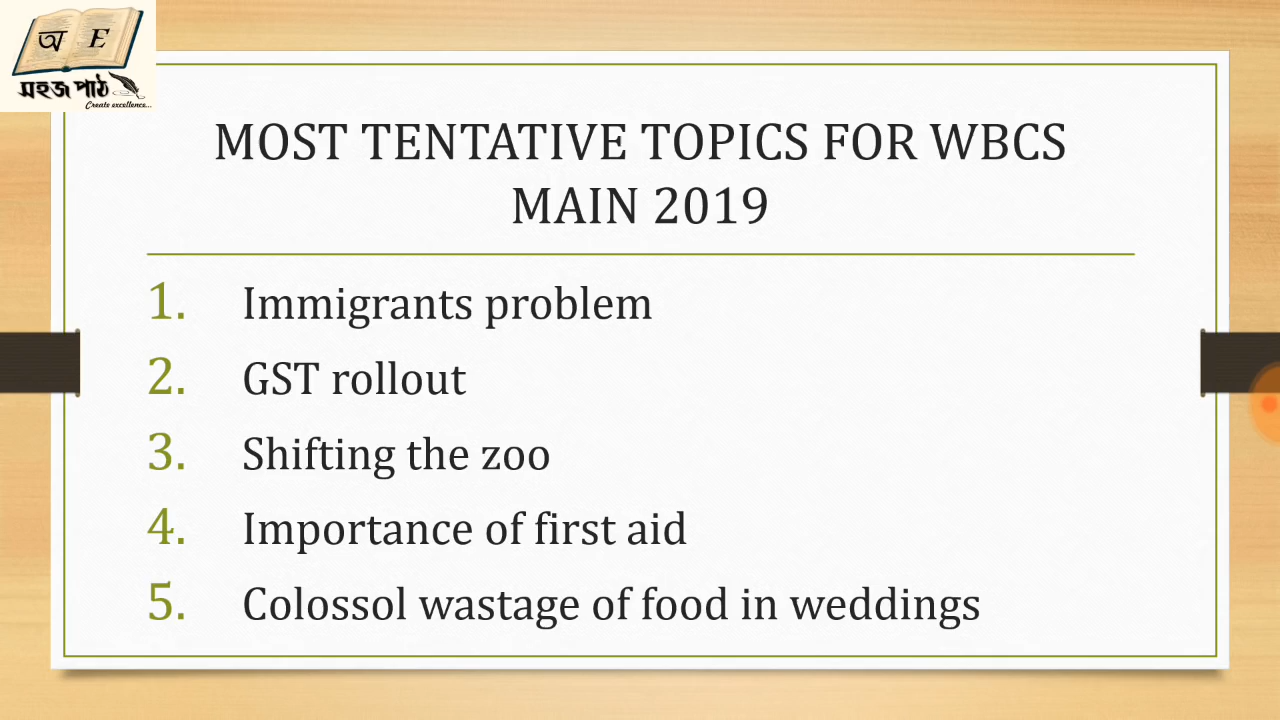 অ E
সহজ পাঠ
Create excellence...
MOST TENTATIVE TOPICS FOR WBCS
MAIN 2019
1. Immigrants problem
2. GST rollout
3. Shifting the zoo
4. Importance of first aid
5. Colossol wastage of food in weddings